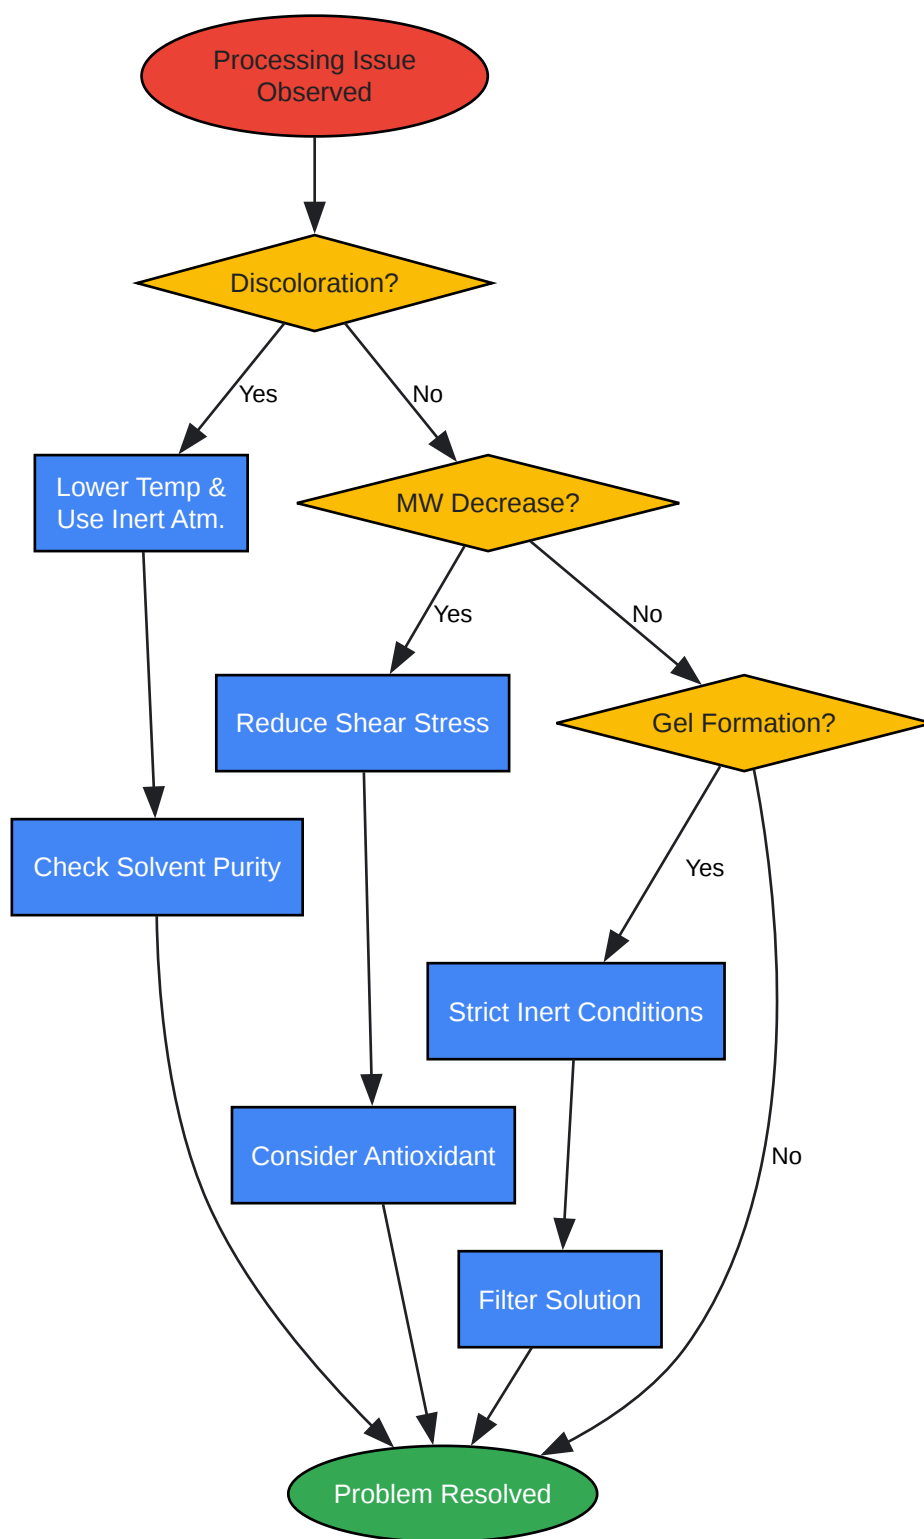 Processing Issue
Observed
Discoloration?
Yes
No
Lower Temp &
Use Inert Atm.
MW Decrease?
Yes
No
Reduce Shear Stress
Gel Formation?
Check Solvent Purity
Yes
Strict Inert Conditions
Consider Antioxidant
No
Filter Solution
Problem Resolved